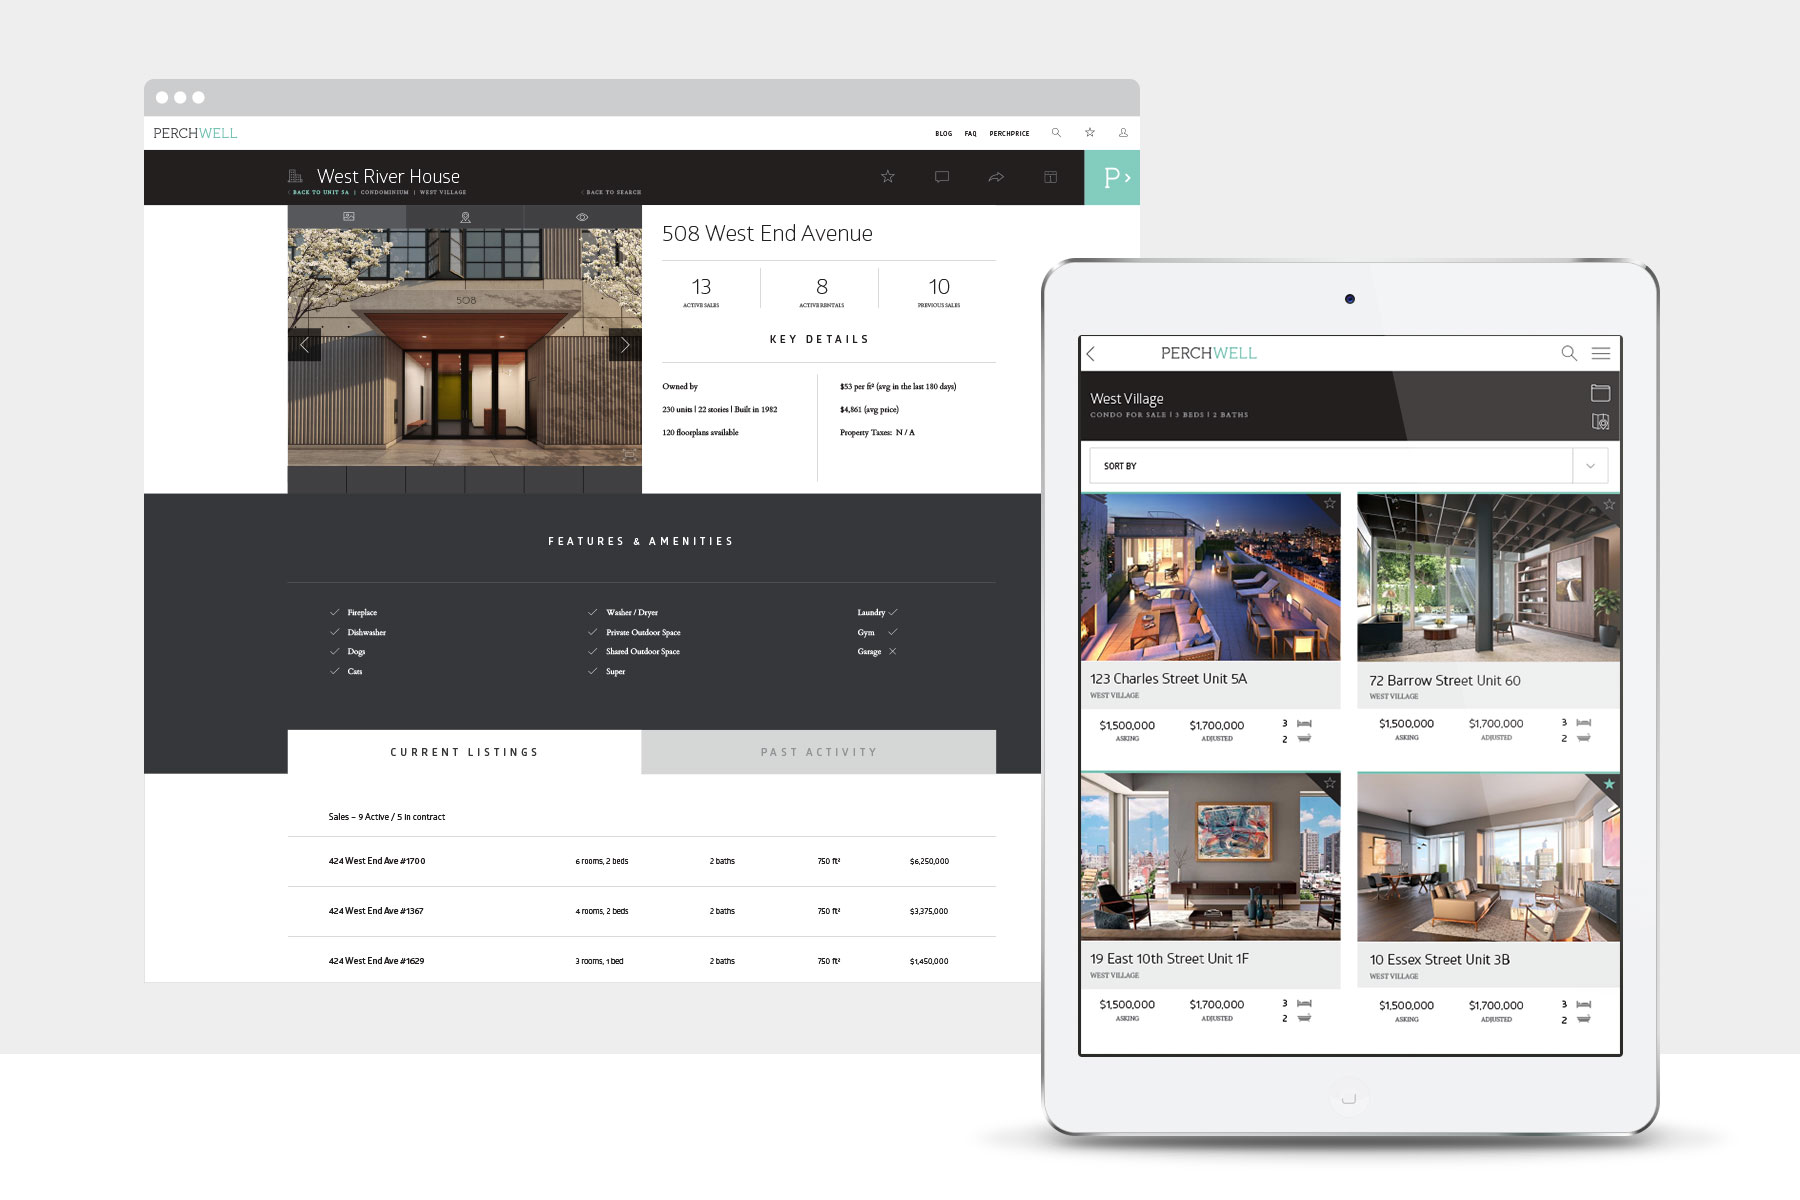 PERCHWELL
BLOG FAQ PERCHPRICE
West River House
BACK TO UNIT 5A | CONDOMINIUM | WEST VILLAGE
BACK TO SEARCH
P
508
508 West End Avenue
13 8 10
ACTIVE SALES ACTIVE RENTALS PREVIOUS SALES
KEY DETAILS
Owned by
230 units | 22 stories | Built in 1982
120 floorplans available
$53 per ft² (avg in the last 180 days)
$4,861 (avg price)
Property Taxes: N / A
FEATURES & AMENITIES
Fireplace
Dishwasher
Dogs
Cats
Washer / Dryer
Private Outdoor Space
Shared Outdoor Space
Super
Laundry
Gym
Garage
CURRENT LISTINGS
PAST ACTIVITY
Sales – 9 Active / 5 in contract
424 West End Ave #1700 6 rooms, 2 beds 2 baths 750 ft² $6,250,000
424 West End Ave #1367 4 rooms, 2 beds 2 baths 750 ft² $3,375,000
424 West End Ave #1629 3 rooms, 1 bed 2 baths 750 ft² $1,450,000
PERCHWELL
West Village
CONDO FOR SALE | 3 BEDS | 2 BATHS
SORT BY
123 Charles Street Unit 5A
WEST VILLAGE
$1,500,000 $1,700,000 3
ASKING ADJUSTED 2
72 Barrow Street Unit 60
WEST VILLAGE
$1,500,000 $1,700,000 3
ASKING ADJUSTED 2
19 East 10th Street Unit 1F
WEST VILLAGE
$1,500,000 $1,700,000 3
ASKING ADJUSTED 2
10 Essex Street Unit 3B
WEST VILLAGE
$1,500,000 $1,700,000 3
ASKING ADJUSTED 2